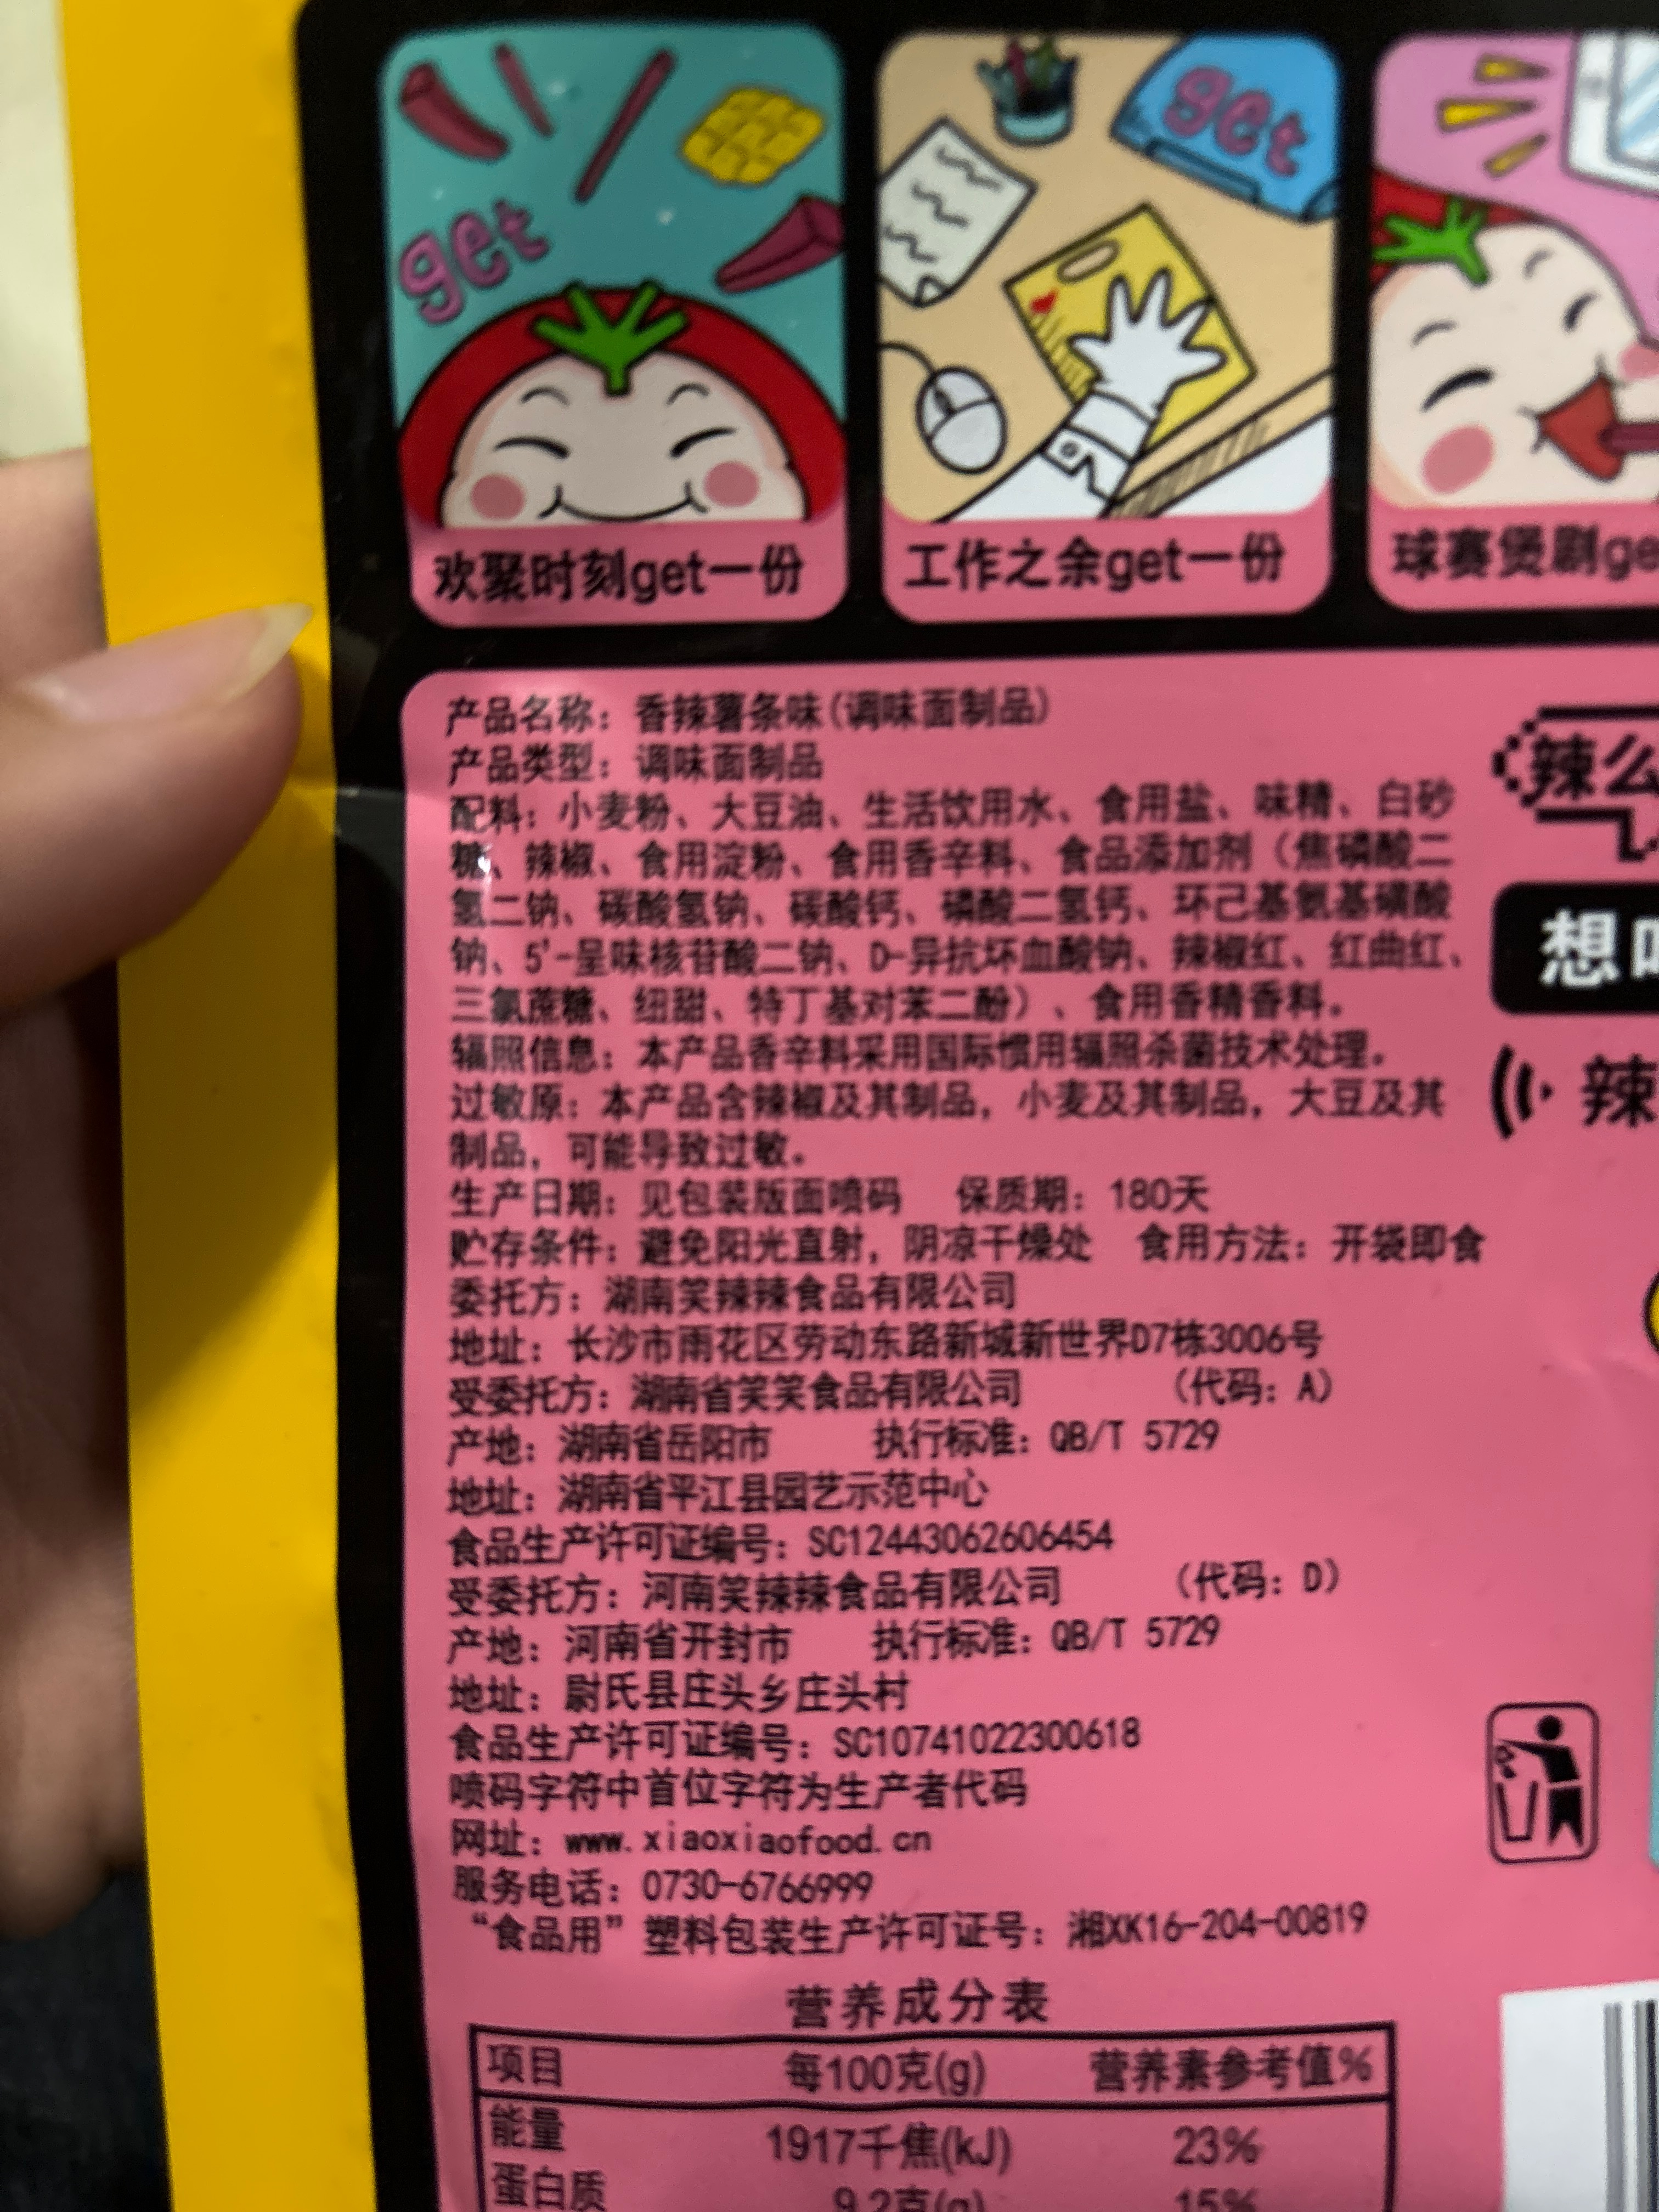 get
get
欢聚时刻get一份
工作之余get一份
球赛煲剧ge
产品名称：香辣薯条味(调味面制品)
产品类型：调味面制品
配料：小麦粉、大豆油、生活饮用水、食用盐、味精、白砂
糖、辣椒、食用淀粉、食用香辛料、食品添加剂（焦磷酸二
氢二钠、碳酸氢钠、碳酸钙、磷酸二氢钙、环己基氨基磺酸
钠、5'-呈味核苷酸二钠、D-异抗坏血酸钠、辣椒红、红曲红、
三氯蔗糖、纽甜、特丁基对苯二酚）、食用香精香料。
辐照信息：本产品香辛料采用国际惯用辐照杀菌技术处理。
过敏原：本产品含辣椒及其制品，小麦及其制品，大豆及其
制品，可能导致过敏。
生产日期：见包装版面喷码 保质期：180天
贮存条件：避免阳光直射，阴凉干燥处 食用方法：开袋即食
委托方：湖南笑辣辣食品有限公司
地址：长沙市雨花区劳动东路新城新世界D7栋3006号
受委托方：湖南省笑笑食品有限公司 （代码：A）
产地：湖南省岳阳市 执行标准：QB/T 5729
地址：湖南省平江县园艺示范中心
食品生产许可证编号：SC12443062606454
受委托方：河南笑辣辣食品有限公司 （代码：D）
产地：河南省开封市 执行标准：QB/T 5729
地址：尉氏县庄头乡庄头村
食品生产许可证编号：SC10741022300618
喷码字符中首位字符为生产者代码
网址：www.xiaoxiaofood.cn
服务电话：0730-6766999
“食品用”塑料包装生产许可证号：湘XK16-204-00819
辣么
想
辣
营养成分表
项目 每100克(g) 营养素参考值%
能量 1917千焦(kJ) 23%
蛋白质 9.2克(g) 15%